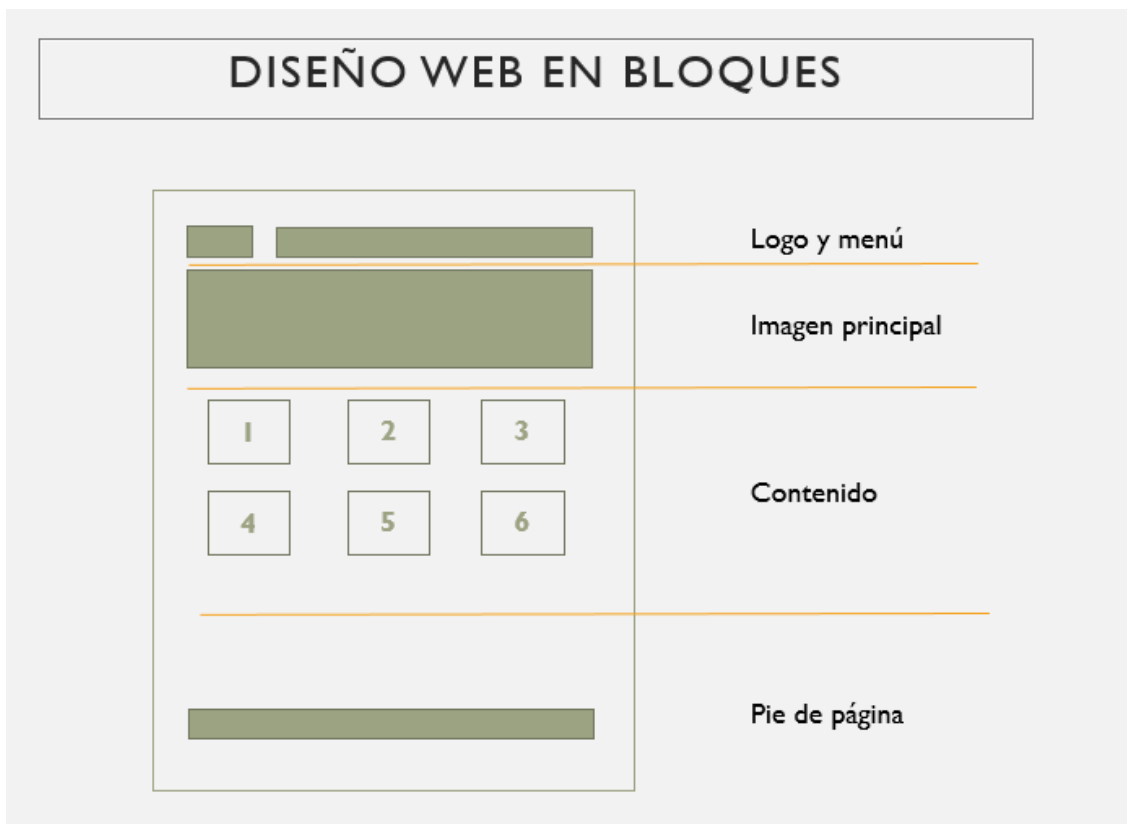 DISEÑO WEB EN BLOQUES
Logo y menú
Imagen principal
1 2 3
4 5 6
Contenido
Pie de página